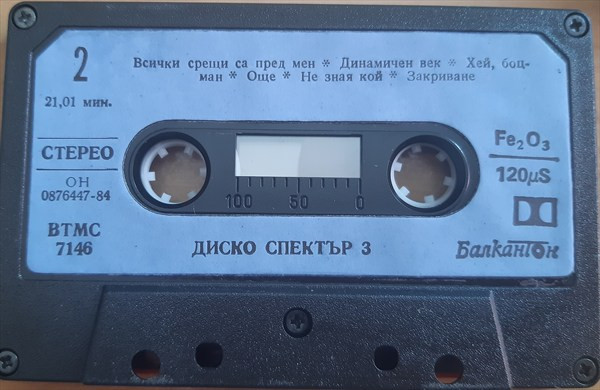 2
Всички срещи са пред мен * Динамичен век * Хей, боц-
ман * Още * Не зная кой * Закриване
21,01 мин.
СТЕРЕО
ОН
0876447-84
ВТМС
7146
100 50 0
Fe2O3
120µS
ДИСКО СПЕКТЪР 3
Балкантон